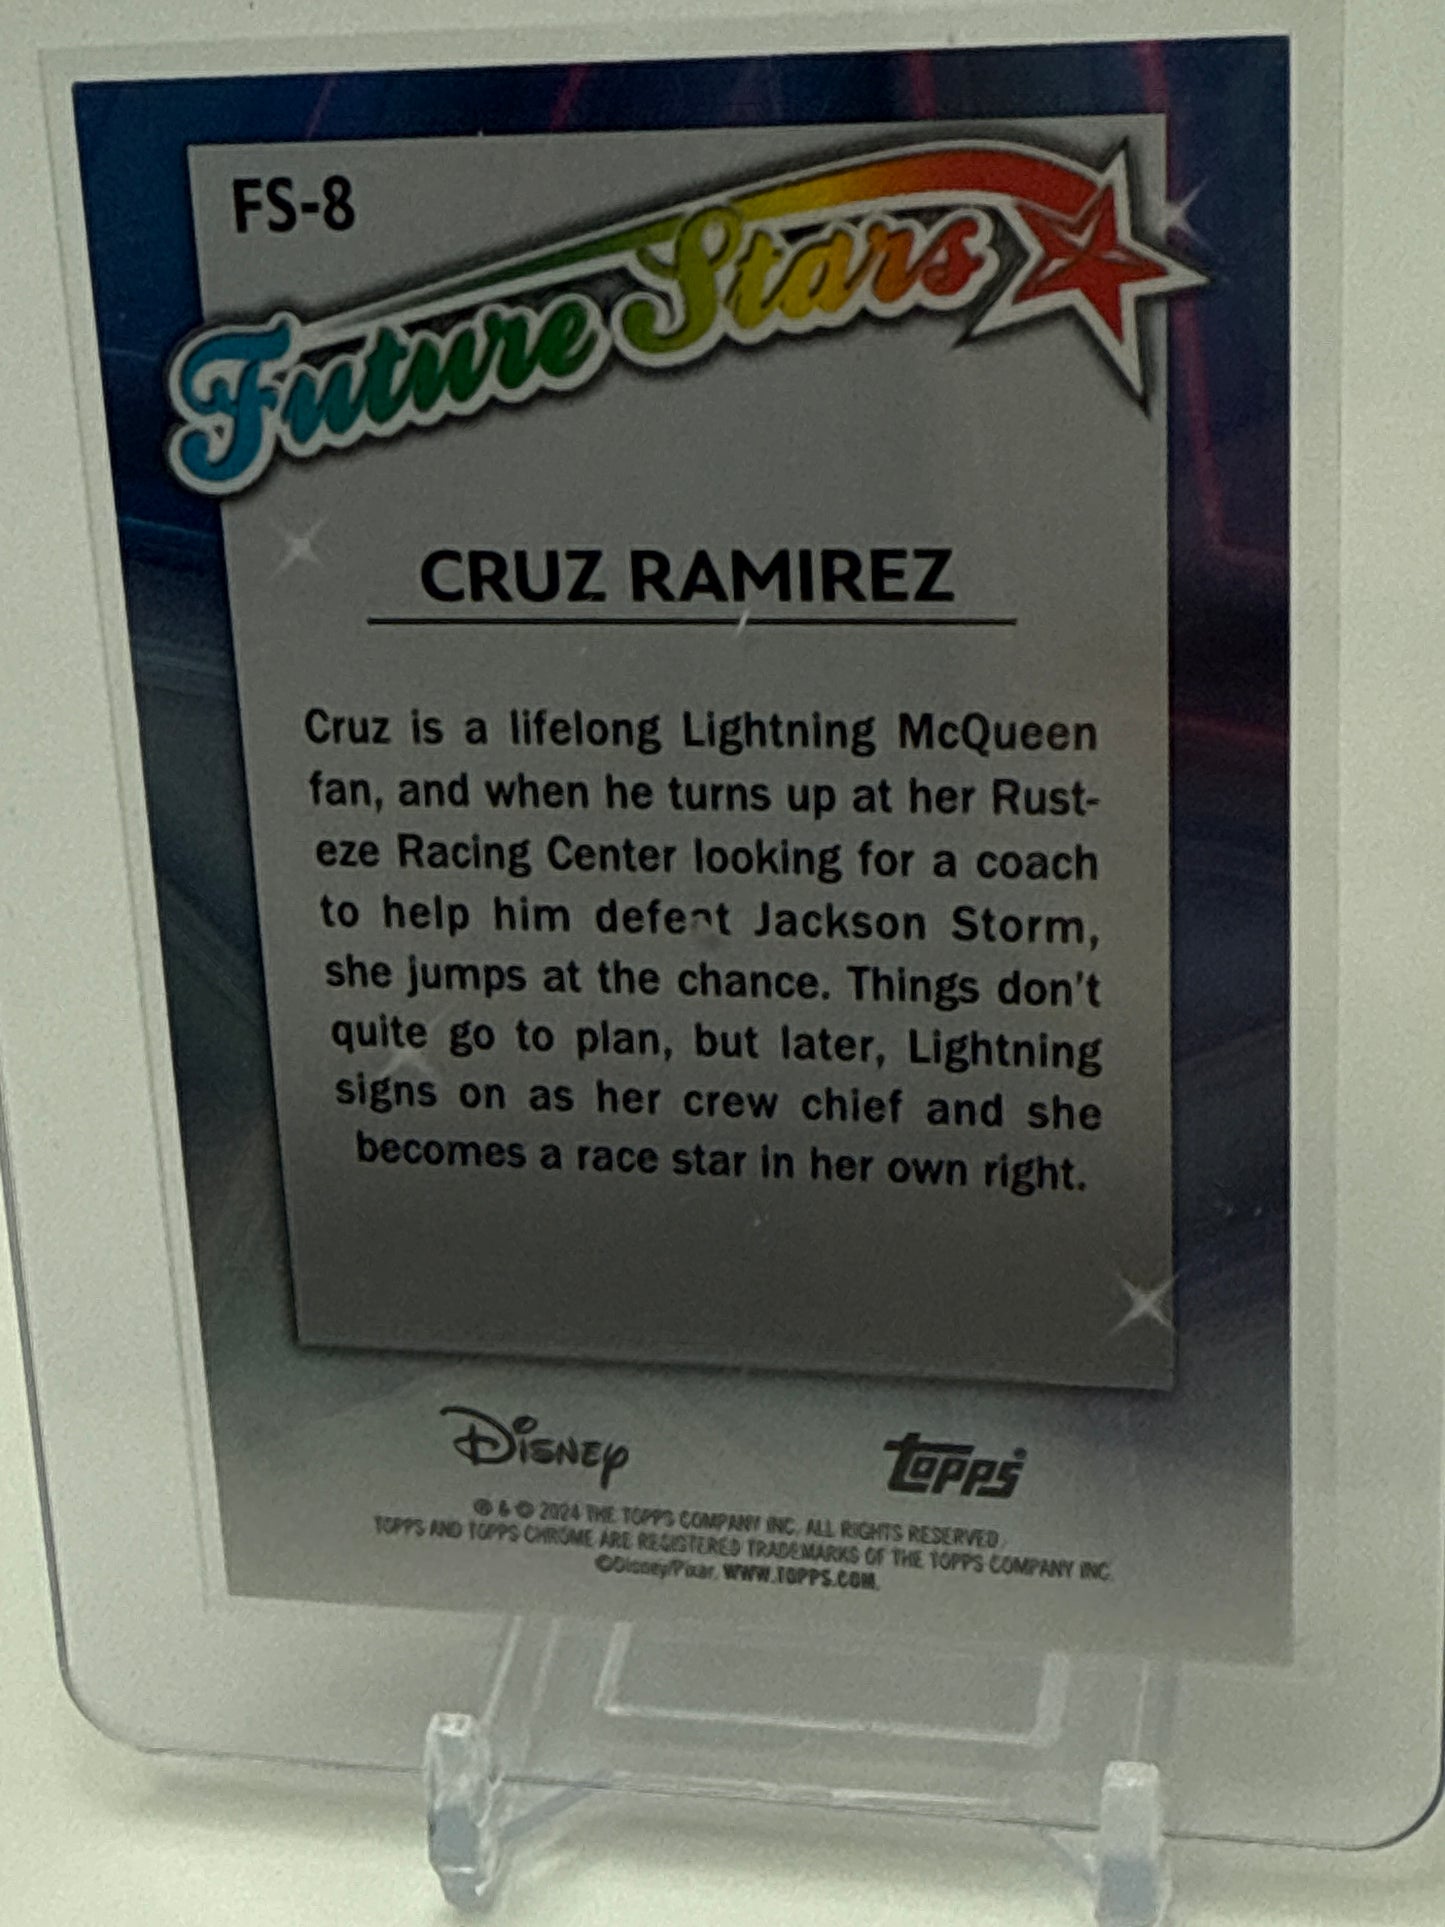 FS-8
Future Stars
CRUZ RAMIREZ
Cruz is a lifelong Lightning McQueen
fan, and when he turns up at her Rust-
eze Racing Center looking for a coach
to help him defeat Jackson Storm,
she jumps at the chance. Things don't
quite go to plan, but later, Lightning
signs on as her crew chief and she
becomes a race star in her own right.
Disney
topps
® & © 2024 THE TOPPS COMPANY INC. ALL RIGHTS RESERVED.
TOPPS AND TOPPS CHROME ARE REGISTERED TRADEMARKS OF THE TOPPS COMPANY INC.
©Disney/Pixar. WWW.TOPPS.COM.